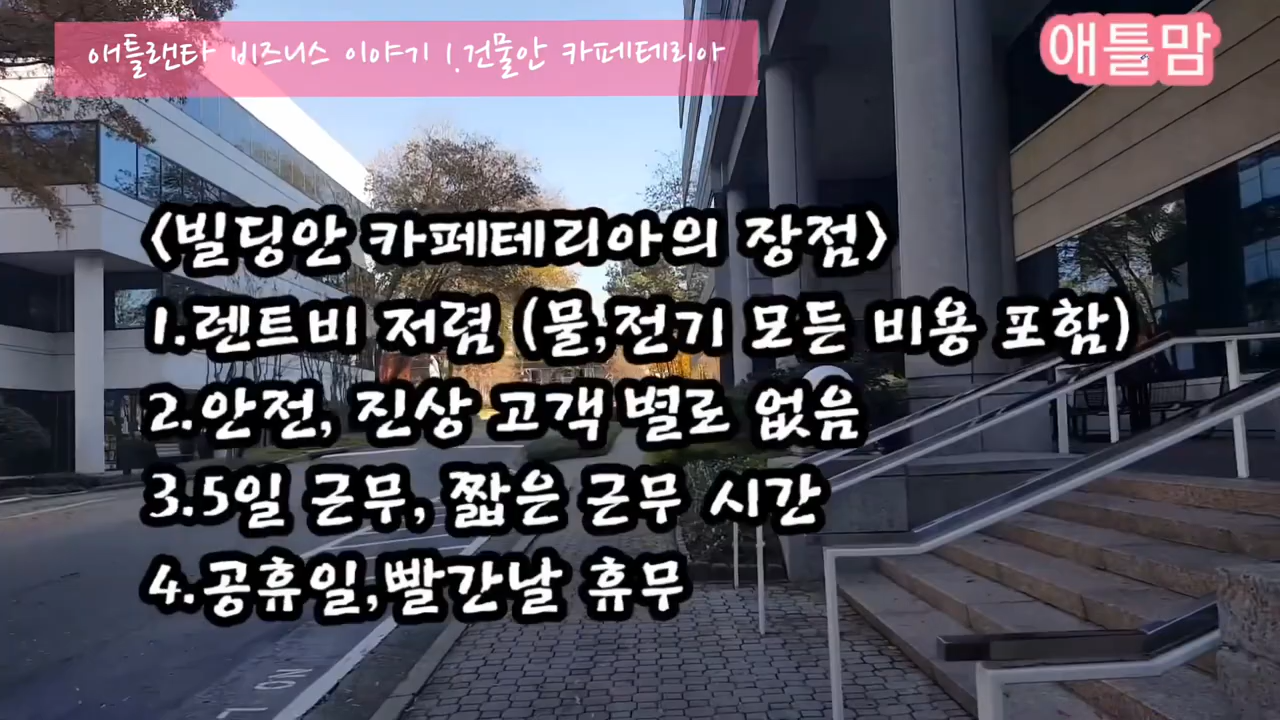 애틀랜타 비즈니스 이야기 1.건물안 카페테리아
애틀맘
<빌딩안 카페테리아의 장점>
1.렌트비 저렴 (물,전기 모든 비용 포함)
2.안전, 진상 고객 별로 없음
3.5일 근무, 짧은 근무 시간
4.공휴일,빨간날 휴무